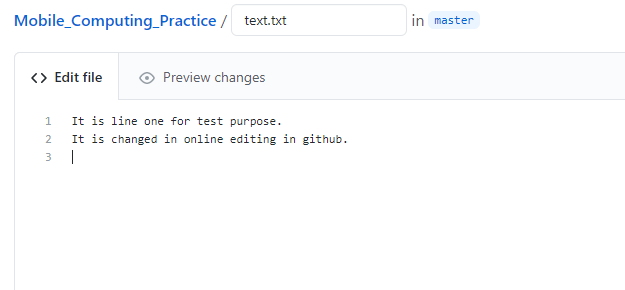 Mobile_Computing_Practice / text.txt in master
<> Edit file Preview changes
1 It is line one for test purpose.
2 It is changed in online editing in github.
3